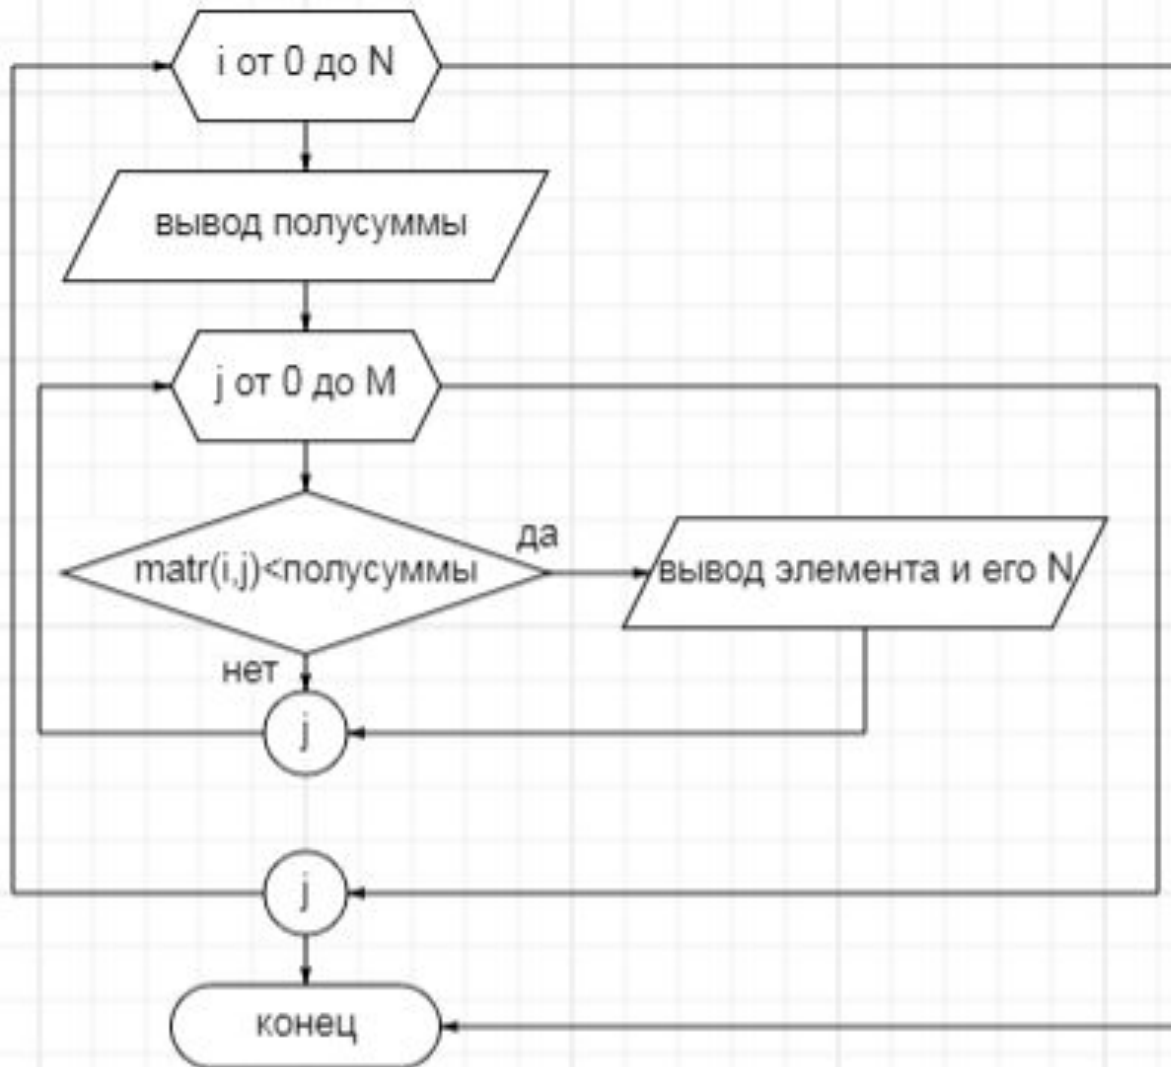 i от 0 до N
вывод полусуммы
j от 0 до M
matr(i,j)<полусуммы
да
вывод элемента и его N
нет
j
j
конец